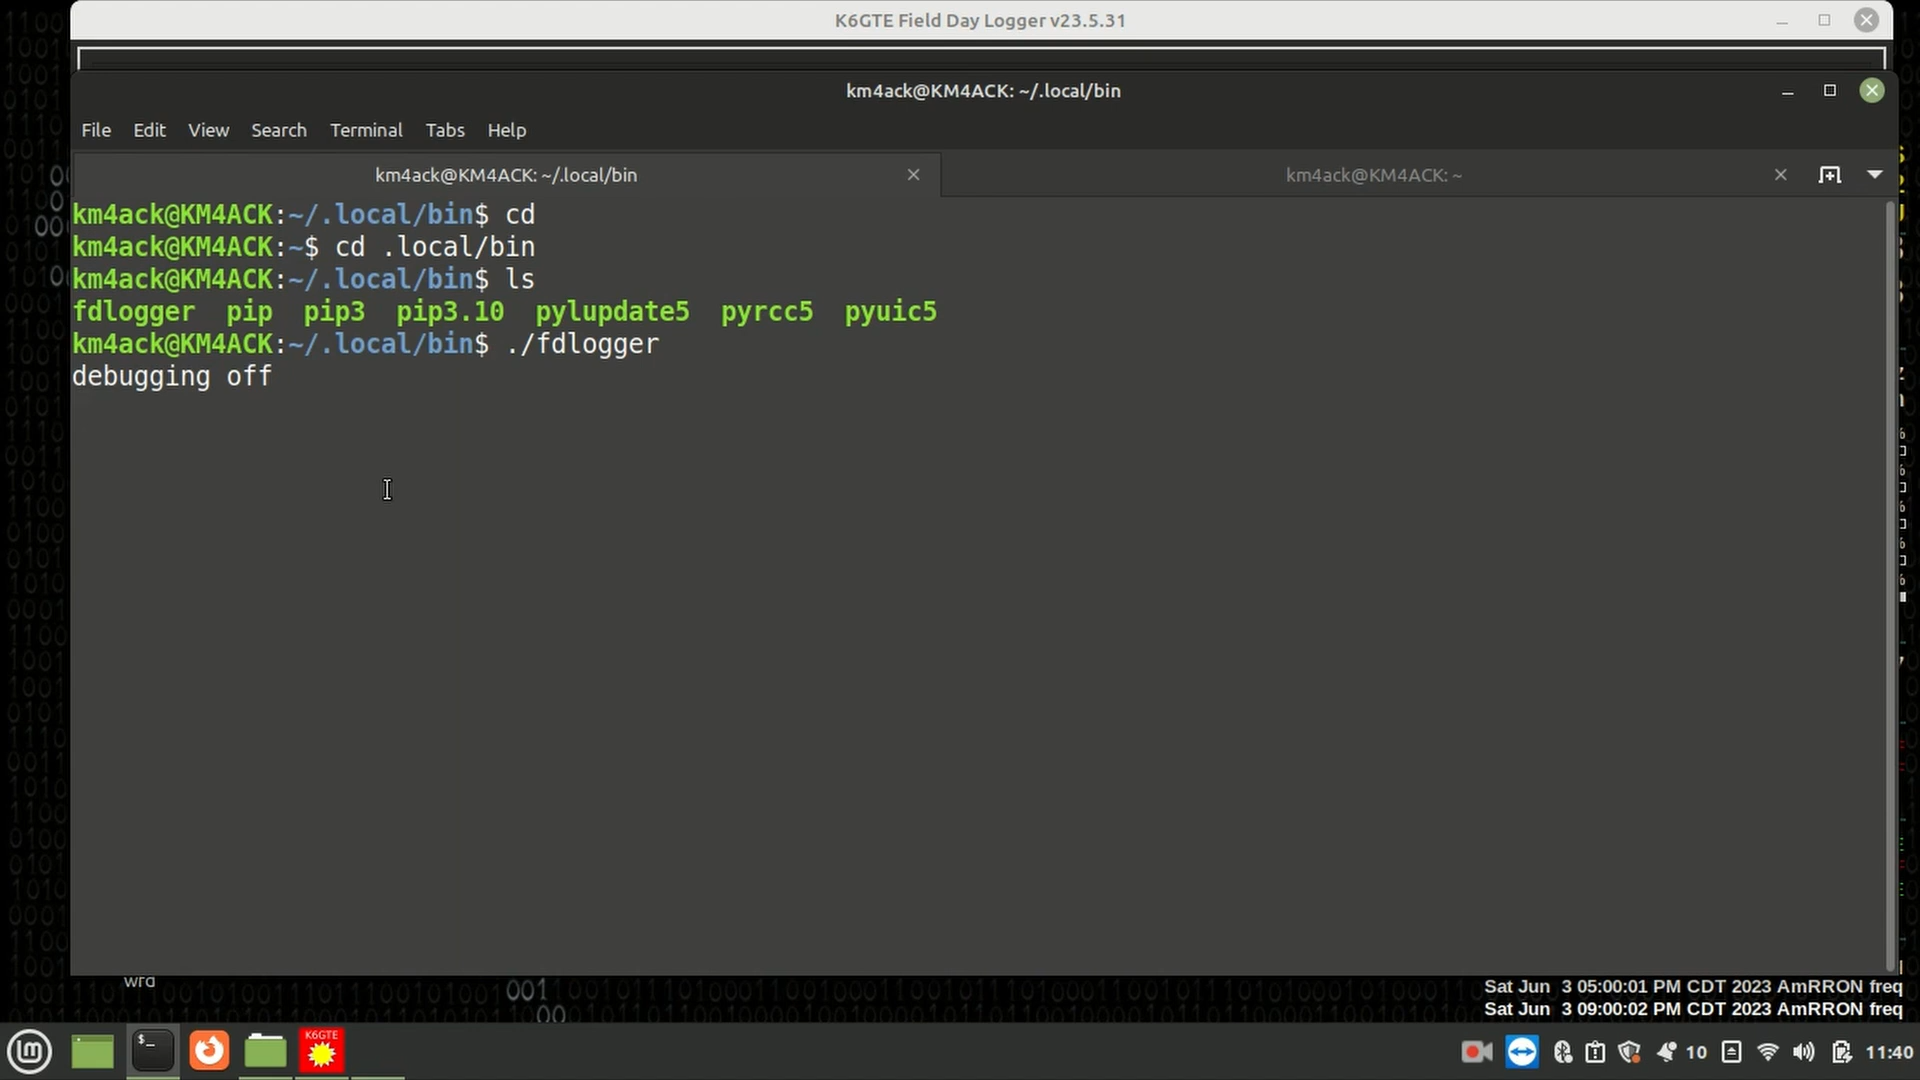 K6GTE Field Day Logger v23.5.31
km4ack@KM4ACK: ~/.local/bin
File Edit View Search Terminal Tabs Help
km4ack@KM4ACK: ~/.local/bin
km4ack@KM4ACK: ~
km4ack@KM4ACK:~/.local/bin$ cd
km4ack@KM4ACK:~$ cd .local/bin
km4ack@KM4ACK:~/.local/bin$ ls
fdlogger pip pip3 pip3.10 pylupdate5 pyrcc5 pyuic5
km4ack@KM4ACK:~/.local/bin$ ./fdlogger
debugging off
wrd
Sat Jun 3 05:00:01 PM CDT 2023 AmRRON freq
Sat Jun 3 09:00:02 PM CDT 2023 AmRRON freq
$_
K6GTE
10
11:40